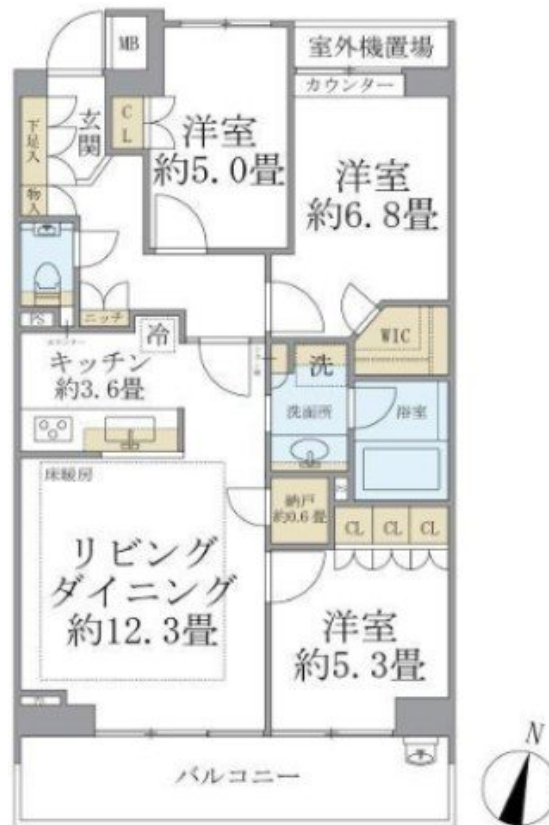 MB
室外機置場
カウンター
下足入
玄関
CL
洋室
約5.0畳
洋室
約6.8畳
物入
PS
ニッチ
冷
WIC
キッチン
約3.6畳
洗
洗面所
浴室
床暖房
納戸
約0.6畳
CL
CL
CL
リビング
ダイニング
約12.3畳
洋室
約5.3畳
バルコニー
N